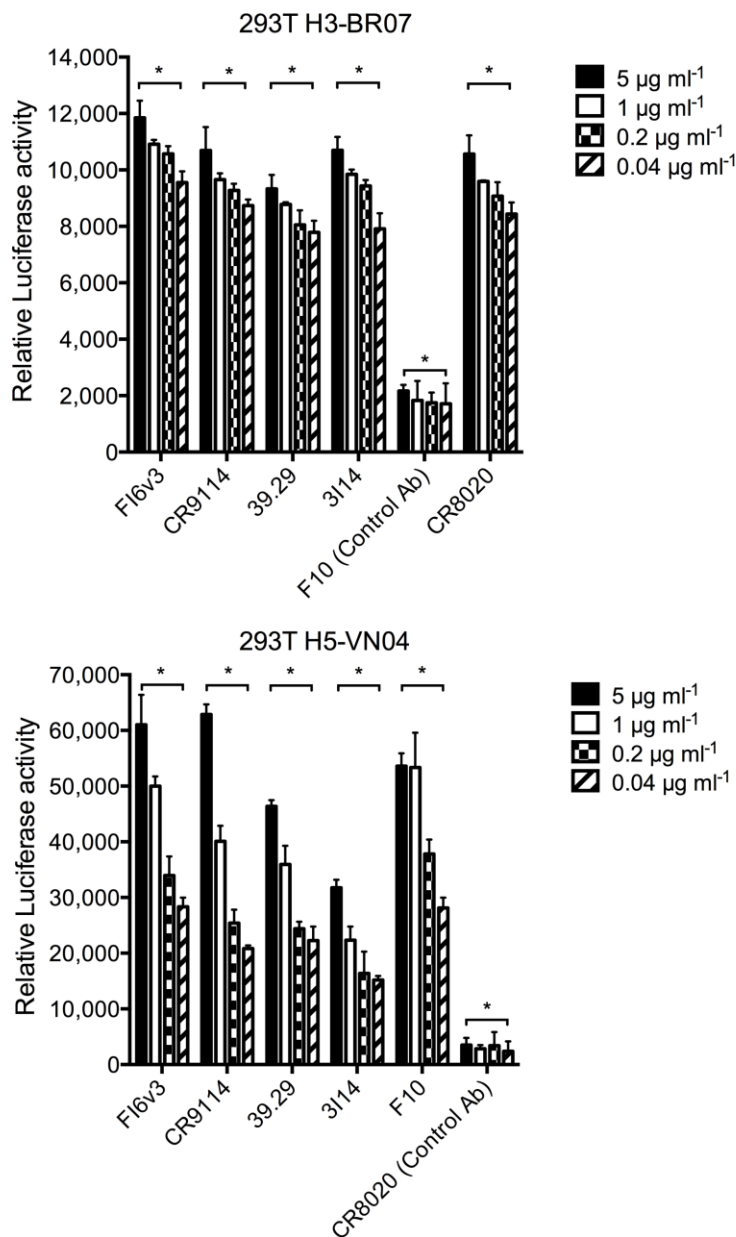 293T H3-BR07
Relative Luciferase activity
14,000
12,000
10,000
8,000
6,000
4,000
2,000
0
* * * * * *
FI6v3
CR9114
39.29
3I14
F10 (Control Ab)
CR8020
5 µg ml⁻¹
1 µg ml⁻¹
0.2 µg ml⁻¹
0.04 µg ml⁻¹
293T H5-VN04
Relative Luciferase activity
70,000
60,000
50,000
40,000
30,000
20,000
10,000
0
* * * * * *
FI6v3
CR9114
39.29
3I14
F10
CR8020 (Control Ab)
5 µg ml⁻¹
1 µg ml⁻¹
0.2 µg ml⁻¹
0.04 µg ml⁻¹